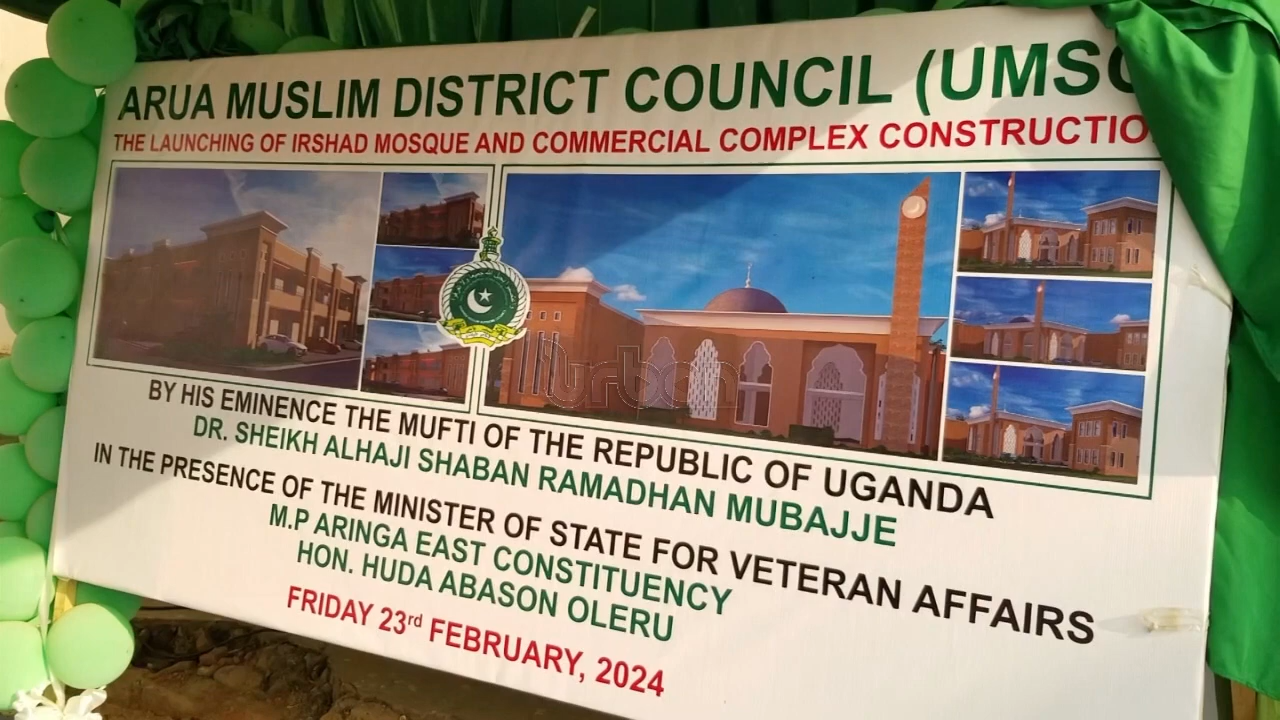 ARUA MUSLIM DISTRICT COUNCIL (UMSC
THE LAUNCHING OF IRSHAD MOSQUE AND COMMERCIAL COMPLEX CONSTRUCTIO
urban
BY HIS EMINENCE THE MUFTI OF THE REPUBLIC OF UGANDA
DR. SHEIKH ALHAJI SHABAN RAMADHAN MUBAJJE
IN THE PRESENCE OF THE MINISTER OF STATE FOR VETERAN AFFAIRS
M.P ARINGA EAST CONSTITUENCY
HON. HUDA ABASON OLERU
FRIDAY 23rd FEBRUARY, 2024